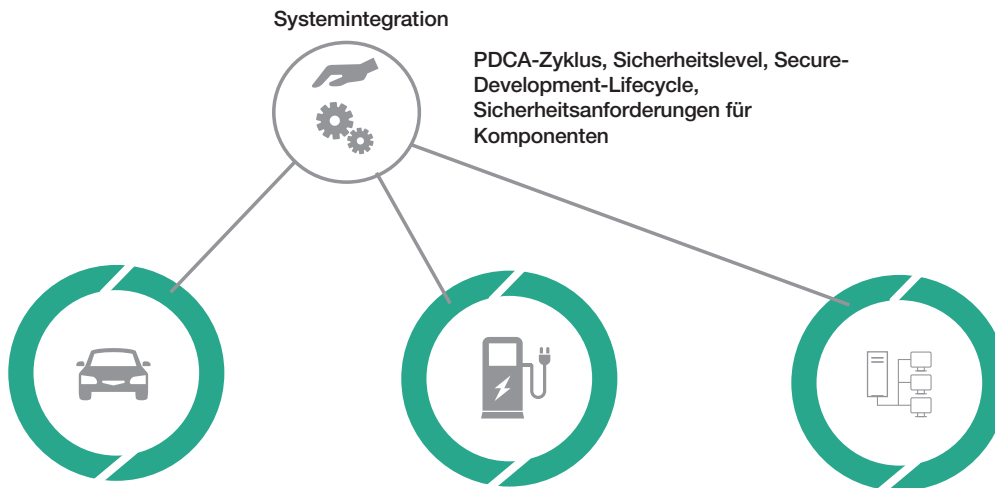 Systemintegration
PDCA-Zyklus, Sicherheitslevel, Secure-
Development-Lifecycle,
Sicherheitsanforderungen für
Komponenten